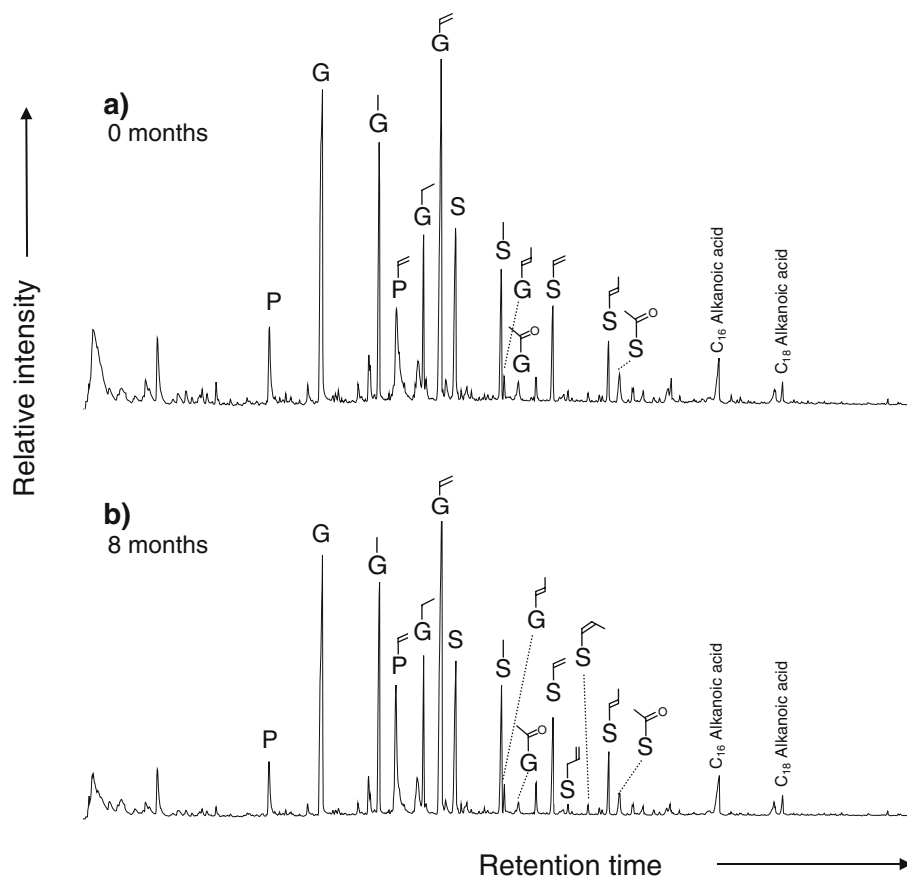 Relative intensity
a)
0 months
P
G
G
P
G
G
S
S
G
G
O
S
S
S
O
C₁₆ Alkanoic acid
C₁₈ Alkanoic acid
b)
8 months
P
G
G
P
G
G
S
S
G
G
O
S
S
S
S
S
O
C₁₆ Alkanoic acid
C₁₈ Alkanoic acid
Retention time